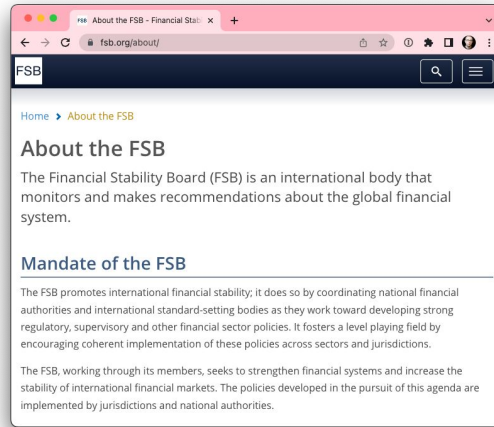 FSB About the FSB - Financial Stab
fsb.org/about/
FSB
Home > About the FSB
About the FSB
The Financial Stability Board (FSB) is an international body that
monitors and makes recommendations about the global financial
system.
Mandate of the FSB
The FSB promotes international financial stability; it does so by coordinating national financial
authorities and international standard-setting bodies as they work toward developing strong
regulatory, supervisory and other financial sector policies. It fosters a level playing field by
encouraging coherent implementation of these policies across sectors and jurisdictions.
The FSB, working through its members, seeks to strengthen financial systems and increase the
stability of international financial markets. The policies developed in the pursuit of this agenda are
implemented by jurisdictions and national authorities.